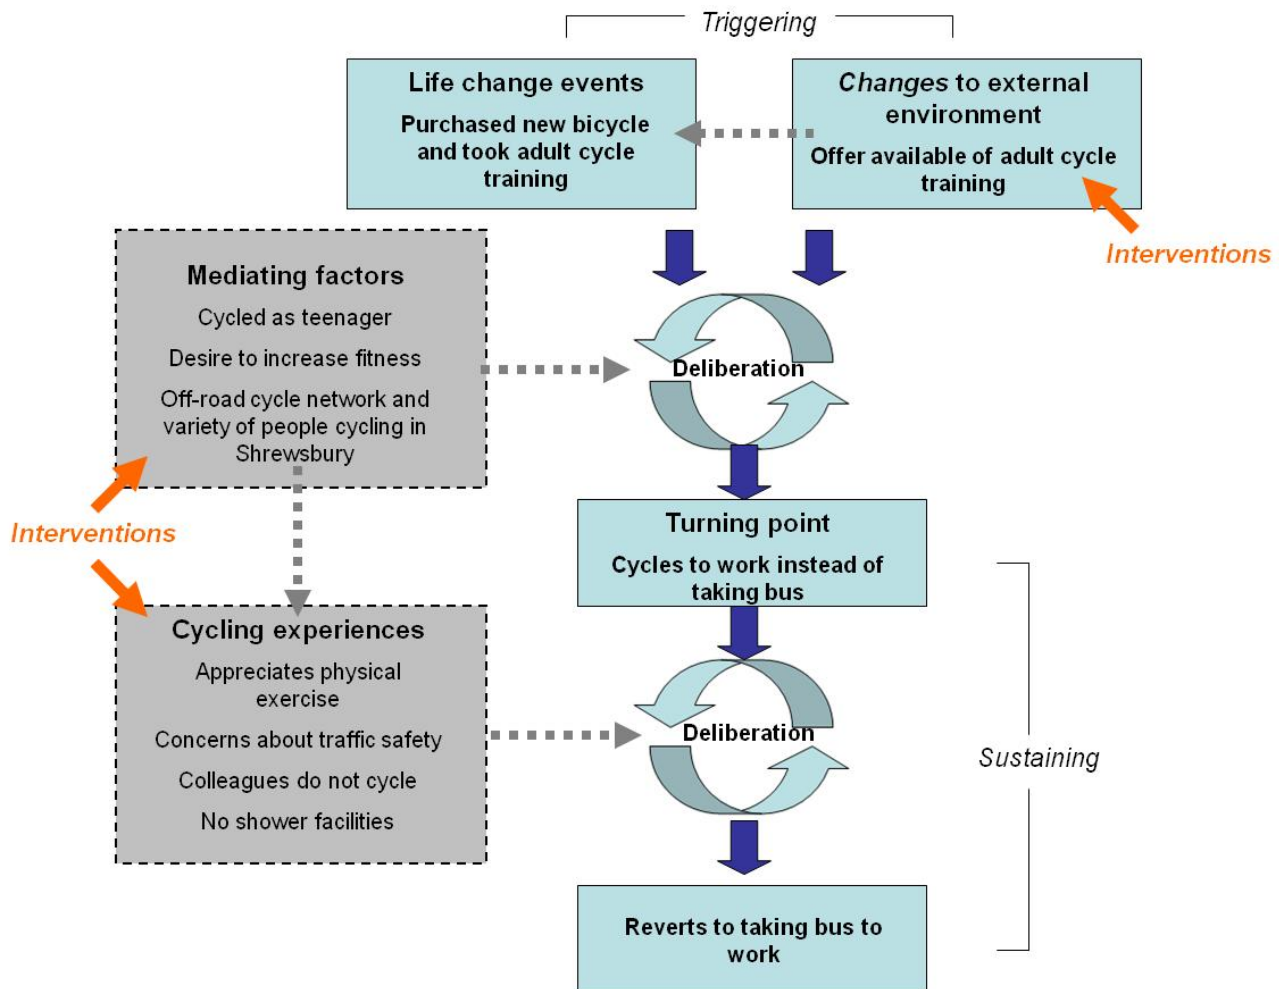 Triggering
Life change events
Purchased new bicycle
and took adult cycle
training
Changes to external
environment
Offer available of adult cycle
training
Interventions
Mediating factors
Cycled as teenager
Desire to increase fitness
Off-road cycle network and
variety of people cycling in
Shrewsbury
Deliberation
Interventions
Turning point
Cycles to work instead of
taking bus
Cycling experiences
Appreciates physical
exercise
Concerns about traffic safety
Colleagues do not cycle
No shower facilities
Deliberation
Sustaining
Reverts to taking bus to
work